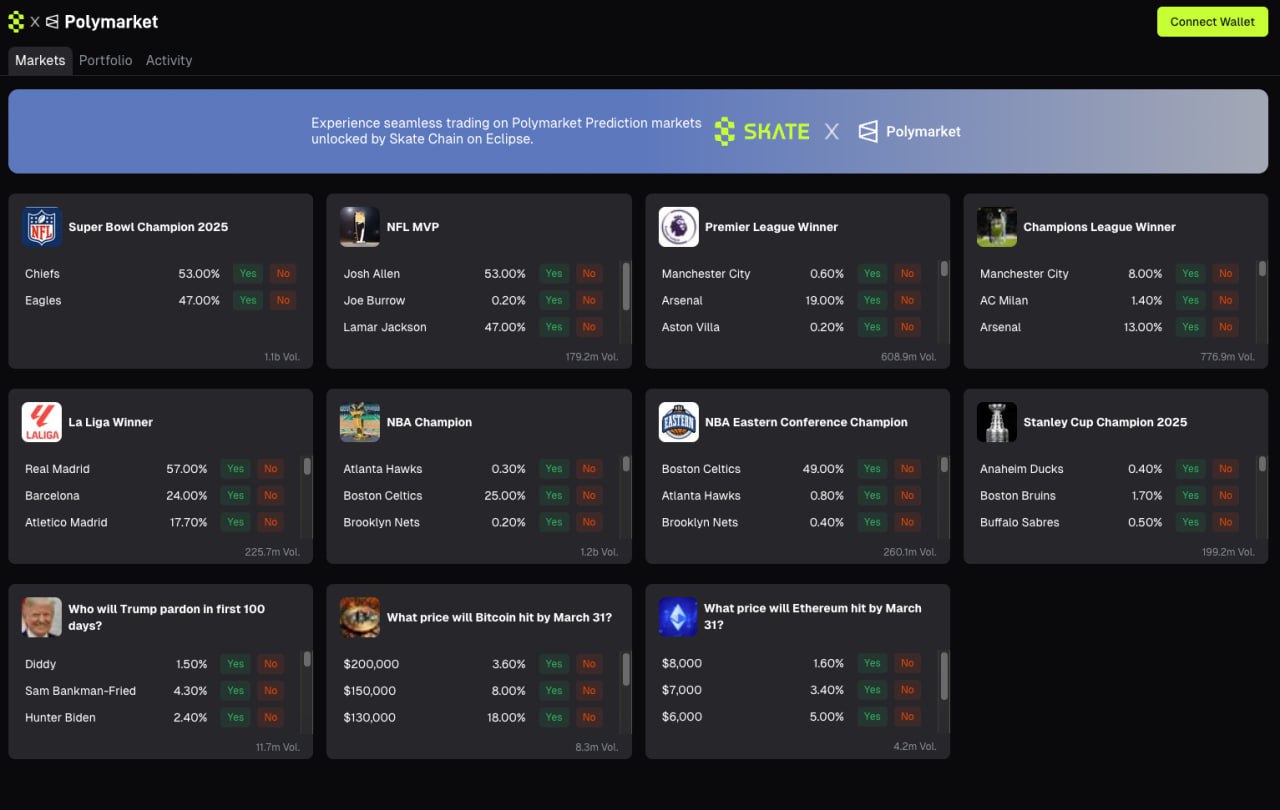 X Polymarket
Connect Wallet
Markets Portfolio Activity
Experience seamless trading on Polymarket Prediction markets
unlocked by Skate Chain on Eclipse.
SKATE X Polymarket
NFL
Super Bowl Champion 2025
Chiefs 53.00% Yes No
Eagles 47.00% Yes No
1.1b Vol.
NFL MVP
Josh Allen 53.00% Yes No
Joe Burrow 0.20% Yes No
Lamar Jackson 47.00% Yes No
179.2m Vol.
Premier League Winner
Manchester City 0.60% Yes No
Arsenal 19.00% Yes No
Aston Villa 0.20% Yes No
608.9m Vol.
Champions League Winner
Manchester City 8.00% Yes No
AC Milan 1.40% Yes No
Arsenal 13.00% Yes No
776.9m Vol.
LALIGA
La Liga Winner
Real Madrid 57.00% Yes No
Barcelona 24.00% Yes No
Atletico Madrid 17.70% Yes No
225.7m Vol.
NBA Champion
Atlanta Hawks 0.30% Yes No
Boston Celtics 25.00% Yes No
Brooklyn Nets 0.20% Yes No
1.2b Vol.
EASTERN
NBA Eastern Conference Champion
Boston Celtics 49.00% Yes No
Atlanta Hawks 0.80% Yes No
Brooklyn Nets 0.40% Yes No
260.1m Vol.
Stanley Cup Champion 2025
Anaheim Ducks 0.40% Yes No
Boston Bruins 1.70% Yes No
Buffalo Sabres 0.50% Yes No
199.2m Vol.
Who will Trump pardon in first 100
days?
Diddy 1.50% Yes No
Sam Bankman-Fried 4.30% Yes No
Hunter Biden 2.40% Yes No
11.7m Vol.
What price will Bitcoin hit by March 31?
$200,000 3.60% Yes No
$150,000 8.00% Yes No
$130,000 18.00% Yes No
8.3m Vol.
What price will Ethereum hit by March
31?
$8,000 1.60% Yes No
$7,000 3.40% Yes No
$6,000 5.00% Yes No
4.2m Vol.